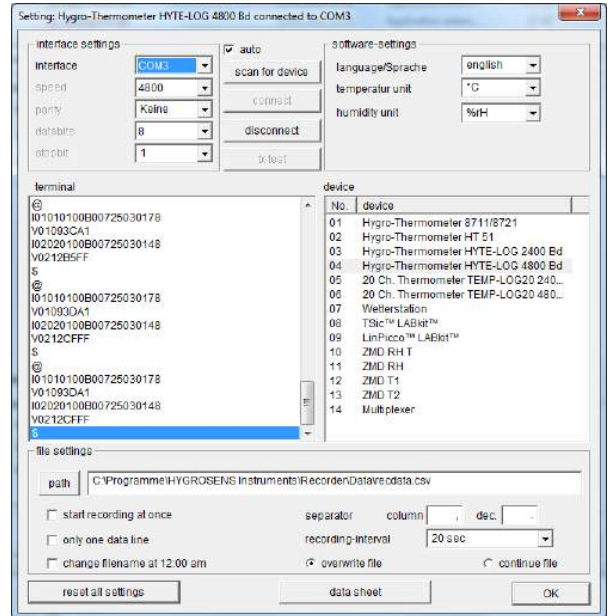 Setting: Hygro-Thermometer HYTE-LOG 4800 Bd connected to COM3
interface settings
interface COM3
speed 4800
parity Keine
databits 8
stopbit 1
auto
scan for device
connect
disconnect
tx test
software-settings
language/Sprache english
temperatur unit °C
humidity unit %rH
terminal
@
I01010100B00725030178
V01093CA1
I02020100B00725030148
V0212B5FF
$
@
I01010100B00725030178
V01093DA1
I02020100B00725030148
V0212CFFF
$
@
I01010100B00725030178
V01093DA1
I02020100B00725030148
V0212CFFF
$
device
No. device
01 Hygro-Thermometer 8711/8721
02 Hygro-Thermometer HT 51
03 Hygro-Thermometer HYTE-LOG 2400 Bd
04 Hygro-Thermometer HYTE-LOG 4800 Bd
05 20 Ch. Thermometer TEMP-LOG20 240...
06 20 Ch. Thermometer TEMP-LOG20 480...
07 Wetterstation
08 TSic™ LABkit™
09 LinPicco™ LABkit™
10 ZMD RH T
11 ZMD RH
12 ZMD T1
13 ZMD T2
14 Multiplexer
file settings
path C:\Programme\HYGROSENS Instruments\Recorder\Data\recdata.csv
start recording at once
only one data line
change filename at 12:00 am
separator column , dec. .
recording-interval 20 sec
overwrite file continue file
reset all settings data sheet OK